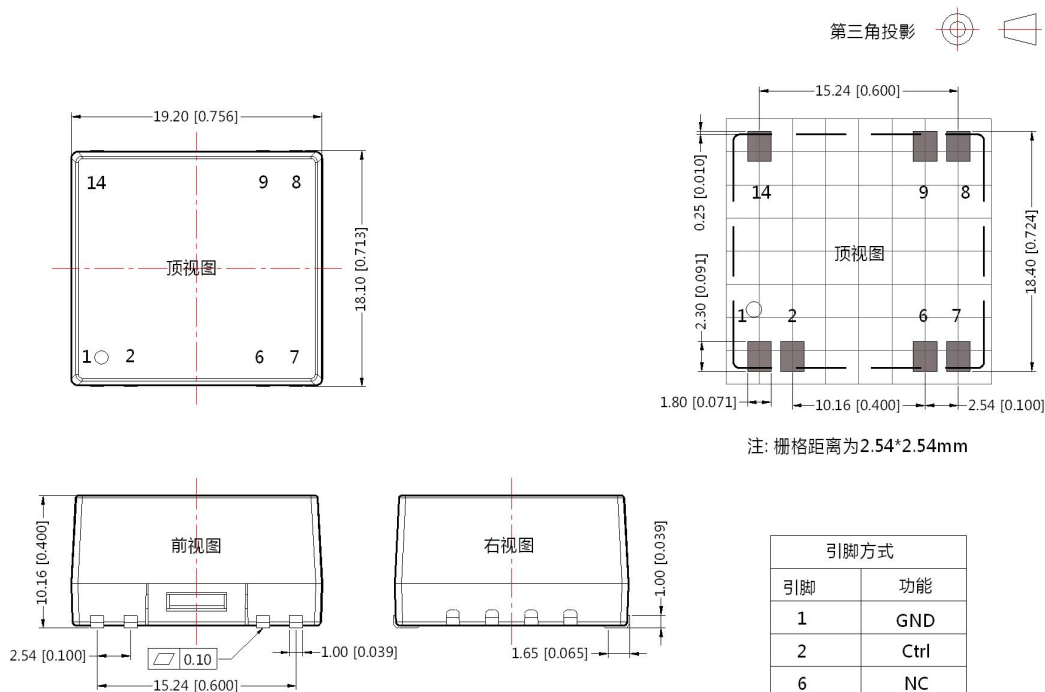 第三角投影
15.24 [0.600]
19.20 [0.756]
14
9
8
顶视图
18.10 [0.713]
1
2
6
7
0.25 [0.010]
14
9
8
顶视图
18.40 [0.724]
2.30 [0.091]
1
2
6
7
1.80 [0.071]
10.16 [0.400]
2.54 [0.100]
注: 栅格距离为2.54*2.54mm
10.16 [0.400]
前视图
右视图
1.00 [0.039]
2.54 [0.100]
0.10
1.00 [0.039]
1.65 [0.065]
15.24 [0.600]
引脚方式
引脚 功能
1 GND
2 Ctrl
6 NC